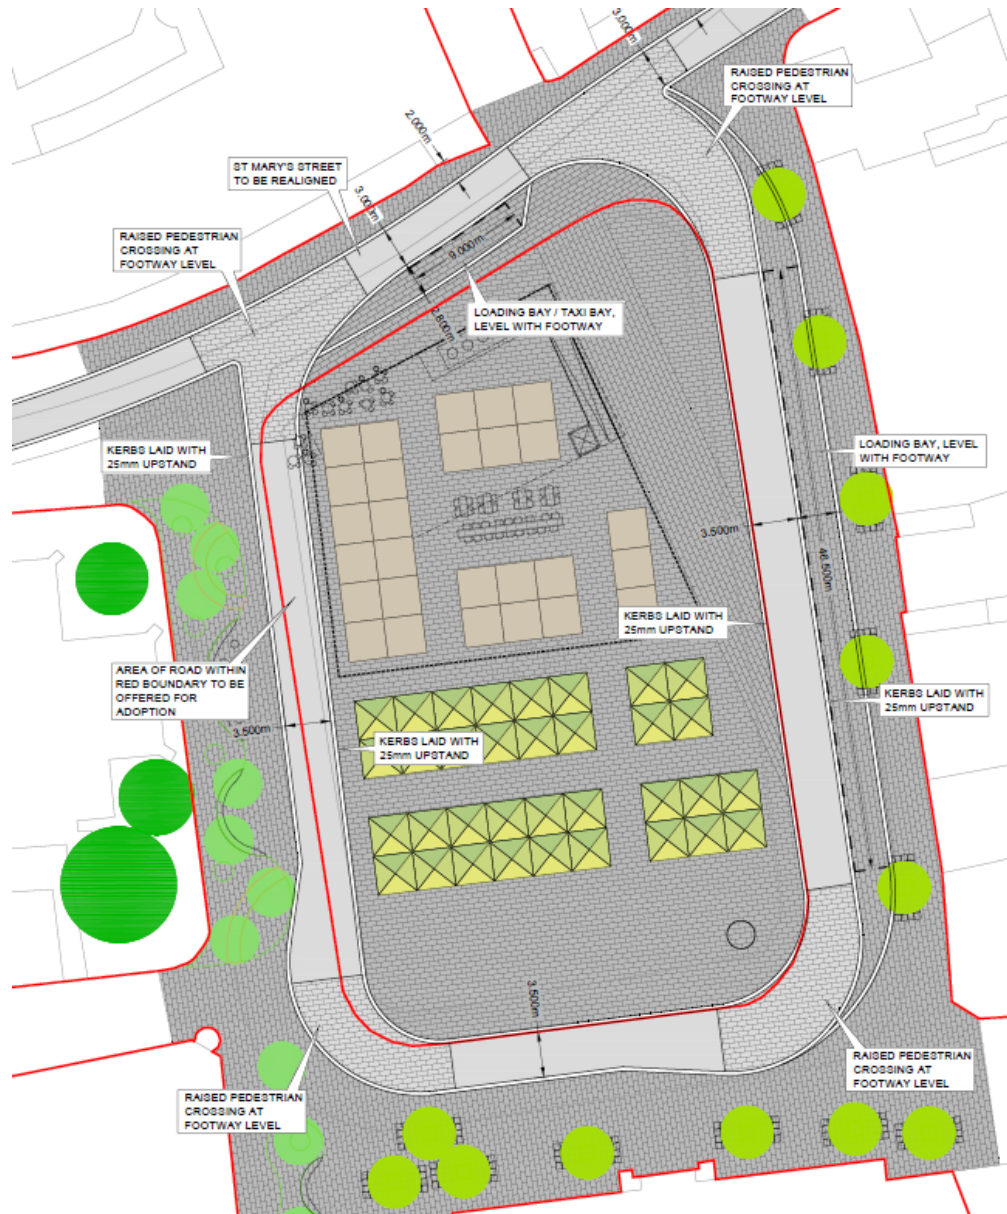 3.000m
RAISED PEDESTRIAN
CROSSING AT
FOOTWAY LEVEL
2.000m
ST MARY'S STREET
TO BE REALIGNED
3.000m
RAISED PEDESTRIAN
CROSSING AT
FOOTWAY LEVEL
9.000m
LOADING BAY / TAXI BAY,
LEVEL WITH FOOTWAY
2.800m
KERBS LAID WITH
25mm UPSTAND
LOADING BAY, LEVEL
WITH FOOTWAY
3.500m
46.500m
KERBS LAID WITH
25mm UPSTAND
AREA OF ROAD WITHIN
RED BOUNDARY TO BE
OFFERED FOR
ADOPTION
KERBS LAID WITH
25mm UPSTAND
3.500m
KERBS LAID WITH
25mm UPSTAND
3.500m
RAISED PEDESTRIAN
CROSSING AT
FOOTWAY LEVEL
RAISED PEDESTRIAN
CROSSING AT
FOOTWAY LEVEL